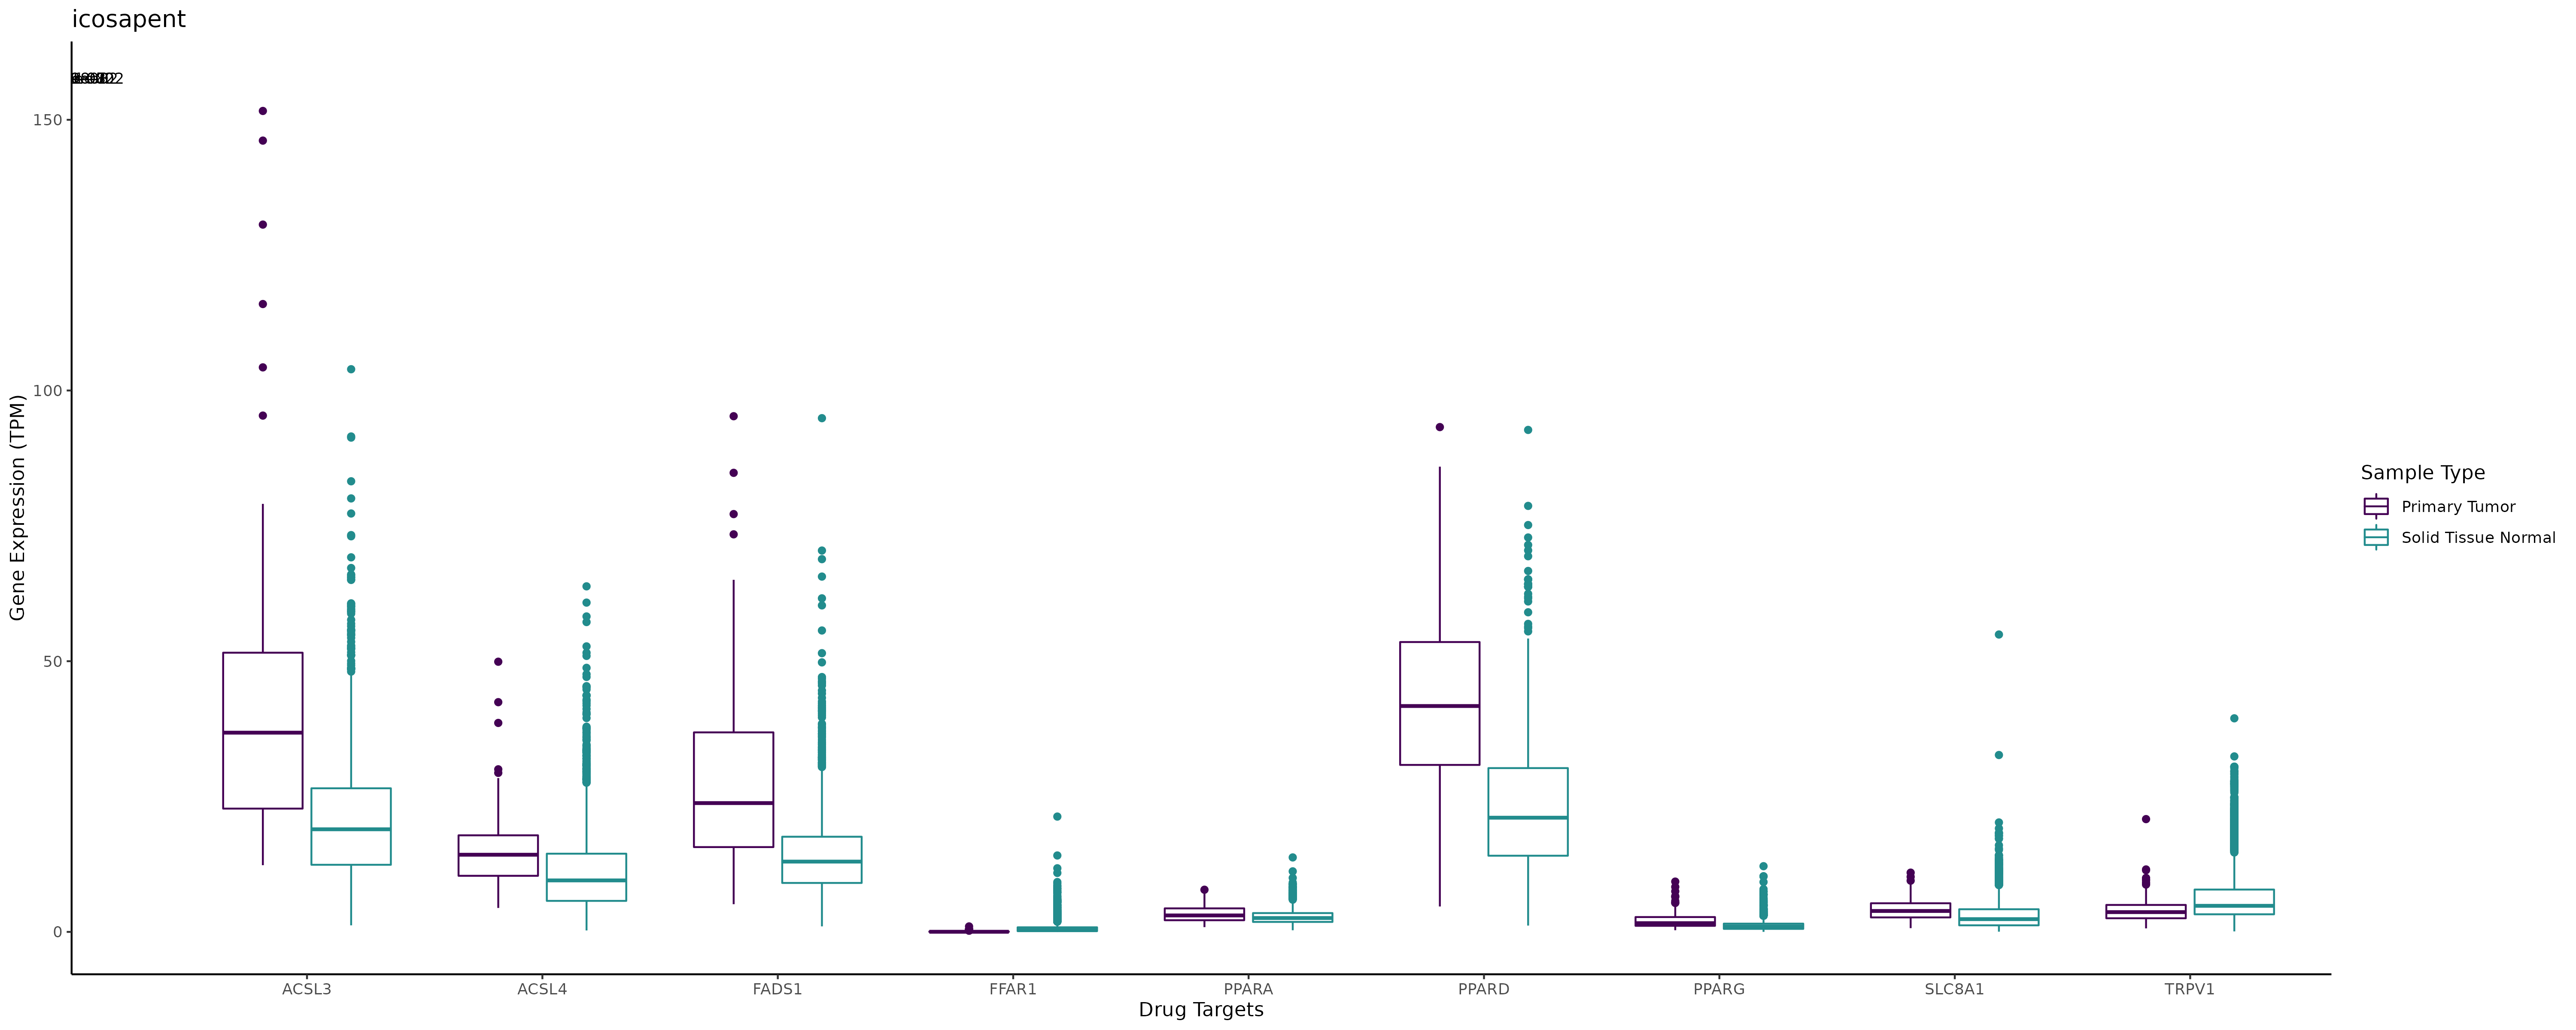 icosapent
150
100
50
0
Gene Expression (TPM)
ACSL3 ACSL4 FADS1 FFAR1 PPARA PPARD PPARG SLC8A1 TRPV1
Drug Targets
Sample Type
Primary Tumor
Solid Tissue Normal